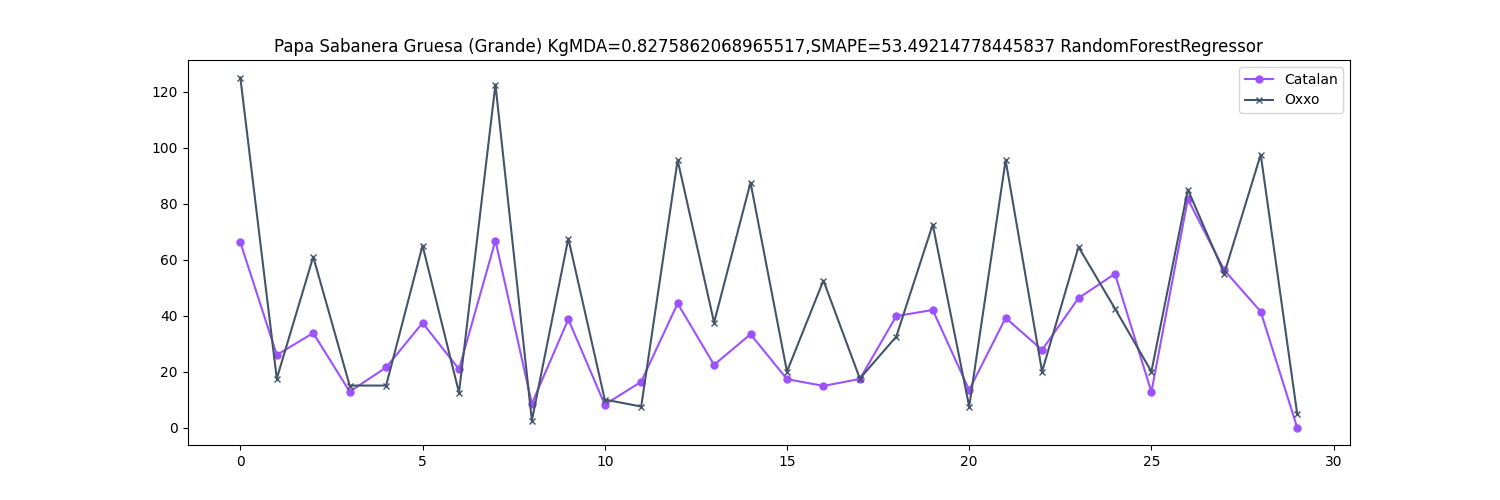 Papa Sabanera Gruesa (Grande) KgMDA=0.8275862068965517,SMAPE=53.49214778445837 RandomForestRegressor
Catalan
Oxxo
120
100
80
60
40
20
0
0 5 10 15 20 25 30